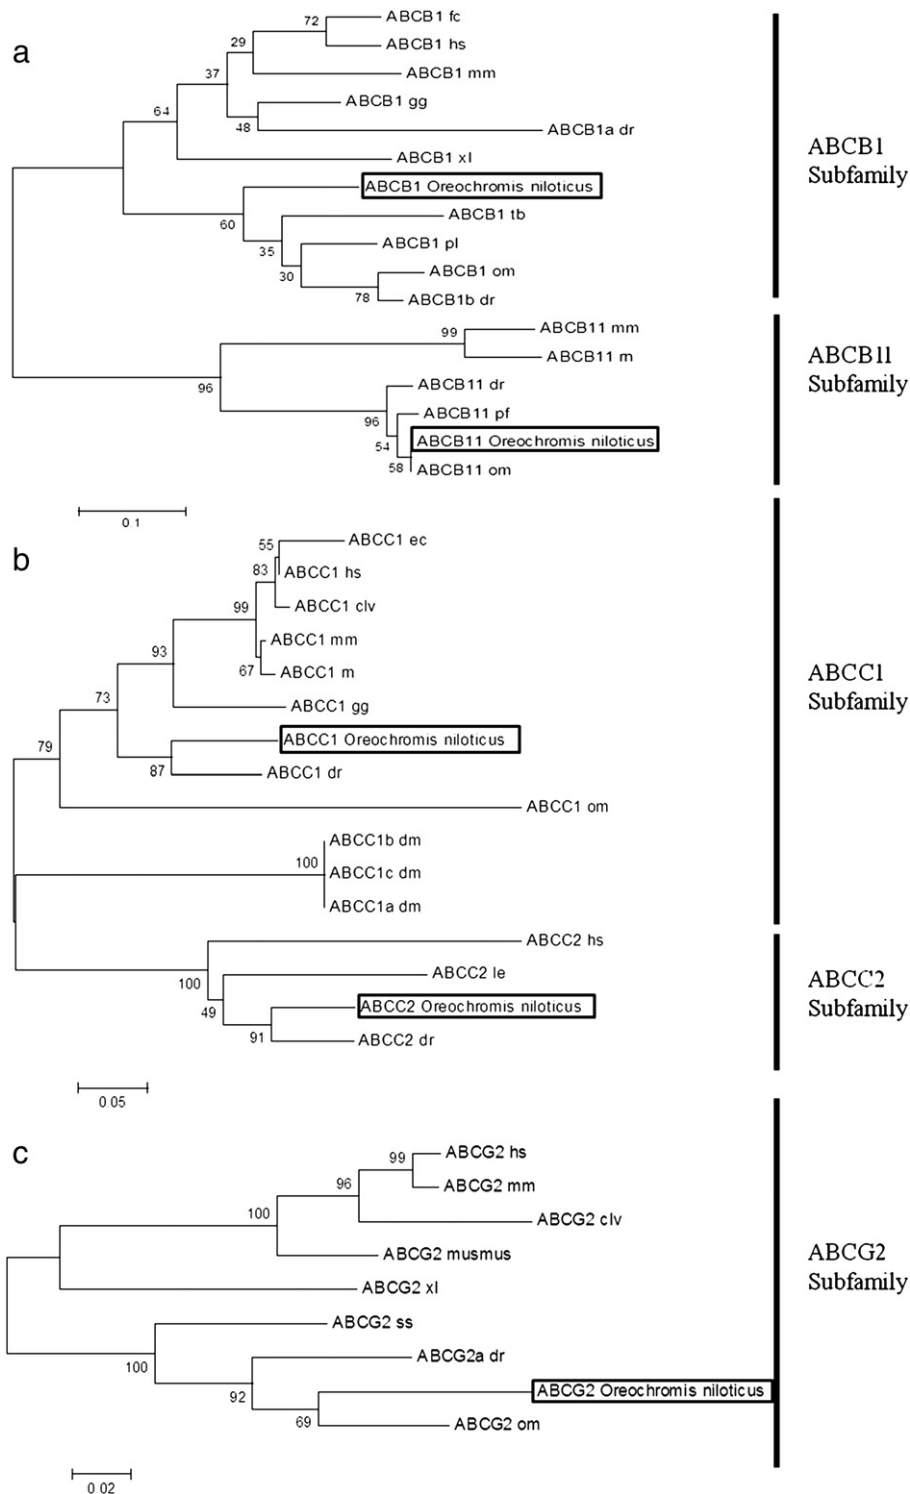 a
72
ABCB1 fc
ABCB1 hs
29
ABCB1 mm
37
ABCB1 gg
64
48
ABCB1a dr
ABCB1 xl
ABCB1 Oreochromis niloticus
60
ABCB1 tb
35
ABCB1 pl
30
ABCB1 om
78
ABCB1b dr
ABCB1
Subfamily
99
ABCB11 mm
ABCB11 rn
96
ABCB11 dr
96
ABCB11 pf
54
ABCB11 Oreochromis niloticus
58
ABCB11 om
ABCB11
Subfamily
0.1
b
55
ABCC1 ec
83
ABCC1 hs
99
ABCC1 clv
ABCC1 mm
93
67
ABCC1 rn
73
ABCC1 gg
79
ABCC1 Oreochromis niloticus
87
ABCC1 dr
ABCC1 om
ABCC1b dm
100
ABCC1c dm
ABCC1a dm
ABCC1
Subfamily
ABCC2 hs
100
ABCC2 le
49
ABCC2 Oreochromis niloticus
91
ABCC2 dr
ABCC2
Subfamily
0.05
c
99
ABCG2 hs
96
ABCG2 mm
100
ABCG2 clv
ABCG2 musmus
ABCG2 xl
ABCG2 ss
100
ABCG2a dr
92
ABCG2 Oreochromis niloticus
69
ABCG2 om
ABCG2
Subfamily
0.02